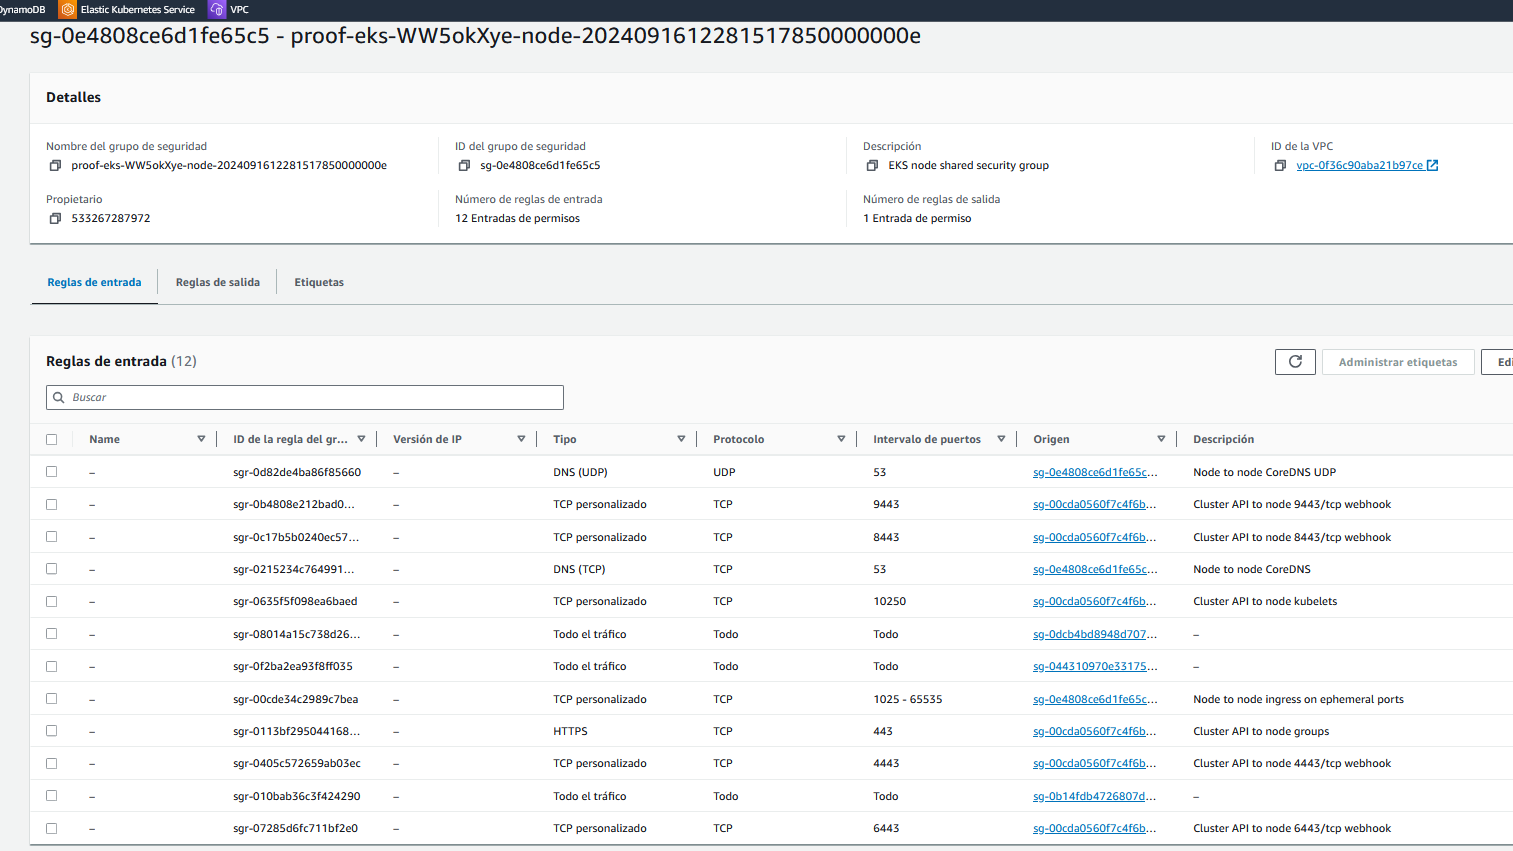 DynamoDB Elastic Kubernetes Service VPC
sg-0e4808ce6d1fe65c5 - proof-eks-WW5okXye-node-20240916122815178500000000e
Detalles
Nombre del grupo de seguridad ID del grupo de seguridad Descripción ID de la VPC
proof-eks-WW5okXye-node-20240916122815178500000000e sg-0e4808ce6d1fe65c5 EKS node shared security group vpc-0f36c90aba21b97ce
Propietario Número de reglas de entrada Número de reglas de salida
533267287972 12 Entradas de permisos 1 Entrada de permiso
Reglas de entrada Reglas de salida Etiquetas
Reglas de entrada (12) Administrar etiquetas Edi
Buscar
Name ID de la regla del gr... Versión de IP Tipo Protocolo Intervalo de puertos Origen Descripción
– sgr-0d82de4ba86f85660 – DNS (UDP) UDP 53 sg-0e4808ce6d1fe65c... Node to node CoreDNS UDP
– sgr-0b4808e212bad0... – TCP personalizado TCP 9443 sg-00cda0560f7c4f6b... Cluster API to node 9443/tcp webhook
– sgr-0c17b5b0240ec57... – TCP personalizado TCP 8443 sg-00cda0560f7c4f6b... Cluster API to node 8443/tcp webhook
– sgr-0215234c764991... – DNS (TCP) TCP 53 sg-0e4808ce6d1fe65c... Node to node CoreDNS
– sgr-0635f5f098ea6baed – TCP personalizado TCP 10250 sg-00cda0560f7c4f6b... Cluster API to node kubelets
– sgr-08014a15c738d26... – Todo el tráfico Todo Todo sg-0dcb4bd8948d707... –
– sgr-0f2ba2ea93f8ff035 – Todo el tráfico Todo Todo sg-044310970e33175... –
– sgr-00cde34c2989c7bea – TCP personalizado TCP 1025 - 65535 sg-0e4808ce6d1fe65c... Node to node ingress on ephemeral ports
– sgr-0113bf295044168... – HTTPS TCP 443 sg-00cda0560f7c4f6b... Cluster API to node groups
– sgr-0405c572659ab03ec – TCP personalizado TCP 4443 sg-00cda0560f7c4f6b... Cluster API to node 4443/tcp webhook
– sgr-010bab36c3f424290 – Todo el tráfico Todo Todo sg-0b14fdb4726807d... –
– sgr-07285d6fc711bf2e0 – TCP personalizado TCP 6443 sg-00cda0560f7c4f6b... Cluster API to node 6443/tcp webhook